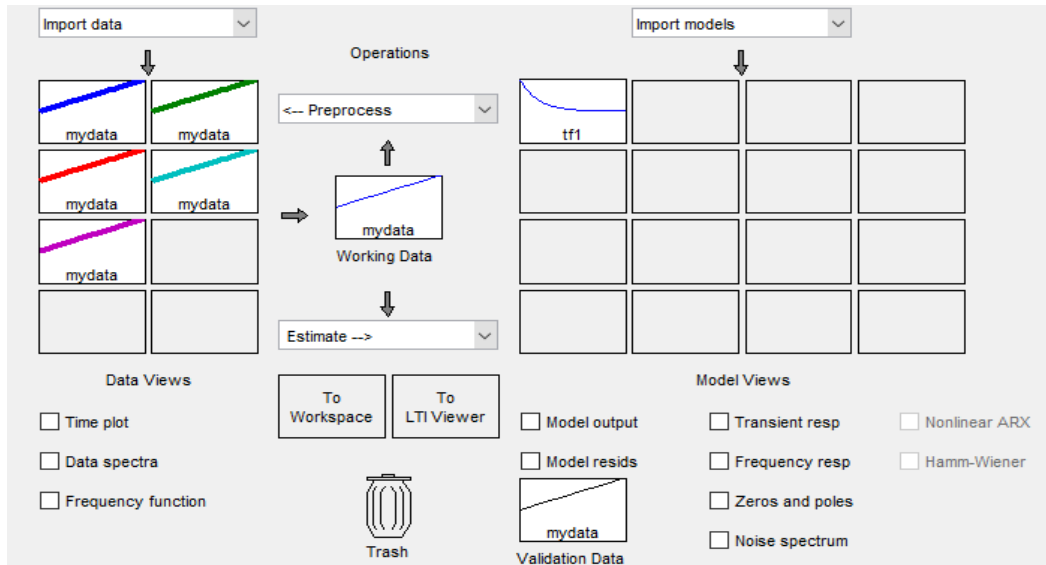 Import data
Import models
Operations
mydata
mydata
<-- Preprocess
tf1
mydata
mydata
mydata
Working Data
mydata
Estimate -->
Data Views
To
Workspace
To
LTI Viewer
Model Views
Time plot
Model output
Transient resp
Nonlinear ARX
Data spectra
Model resids
Frequency resp
Hamm-Wiener
Frequency function
Zeros and poles
mydata
Noise spectrum
Trash
Validation Data